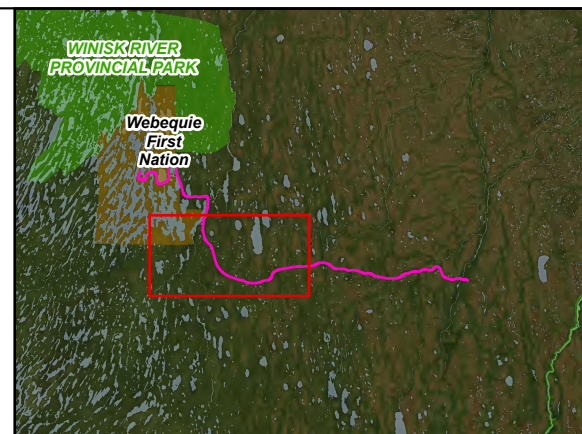 WINISK RIVER
PROVINCIAL PARK
Webequie
First
Nation